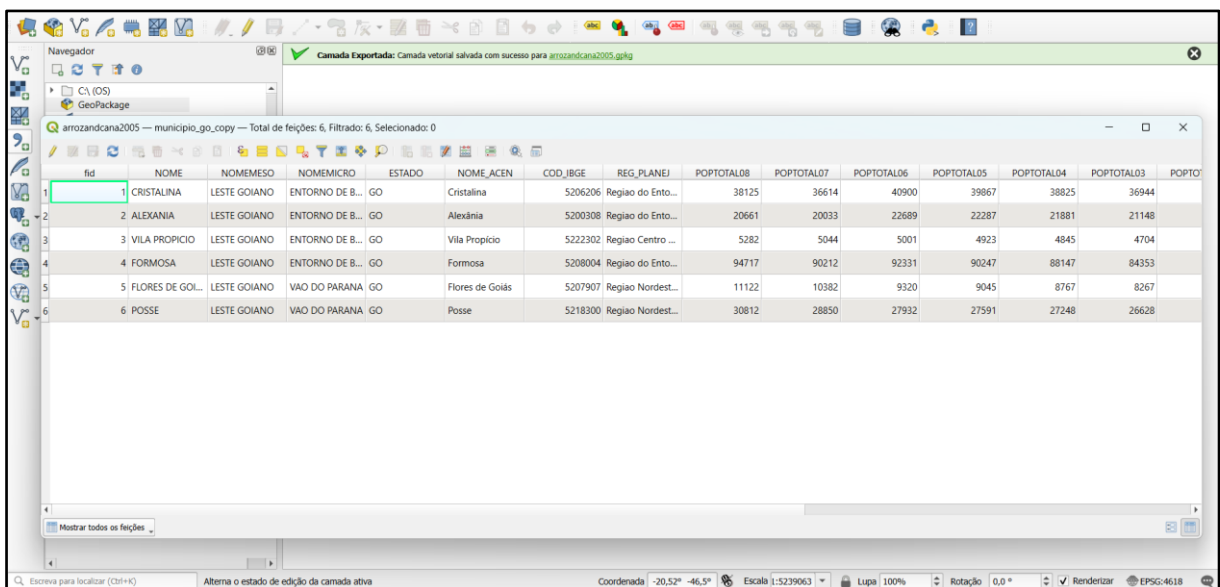 abc
abc
abc
Navegador
Camada Exportada: Camada vetorial salvada com sucesso para arrozandcana2005.gpkg
C:\ (OS)
GeoPackage
arrozandcana2005 — municipio_go_copy — Total de feições: 6, Filtrado: 6, Selecionado: 0
fid NOME NOMEMESO NOMEMICRO ESTADO NOME_ACEN COD_IBGE REG_PLANEJ POPTOTAL08 POPTOTAL07 POPTOTAL06 POPTOTAL05 POPTOTAL04 POPTOTAL03 POPTO
1 1 CRISTALINA LESTE GOIANO ENTORNO DE B... GO Cristalina 5206206 Regiao do Ento... 38125 36614 40900 39867 38825 36944
2 2 ALEXANIA LESTE GOIANO ENTORNO DE B... GO Alexânia 5200308 Regiao do Ento... 20661 20033 22689 22287 21881 21148
3 3 VILA PROPICIO LESTE GOIANO ENTORNO DE B... GO Vila Propício 5222302 Regiao Centro ... 5282 5044 5001 4923 4845 4704
4 4 FORMOSA LESTE GOIANO ENTORNO DE B... GO Formosa 5208004 Regiao do Ento... 94717 90212 92331 90247 88147 84353
5 5 FLORES DE GOI... LESTE GOIANO VAO DO PARANA GO Flores de Goiás 5207907 Regiao Nordest... 11122 10382 9320 9045 8767 8267
6 6 POSSE LESTE GOIANO VAO DO PARANA GO Posse 5218300 Regiao Nordest... 30812 28850 27932 27591 27248 26628
Mostrar todos os feições
Escreva para localizar (Ctrl+K) Alterna o estado de edição da camada ativa Coordenada -20,52° -46,5° Escala 1:5239063 Lupa 100% Rotação 0,0 ° Renderizar EPSG:4618